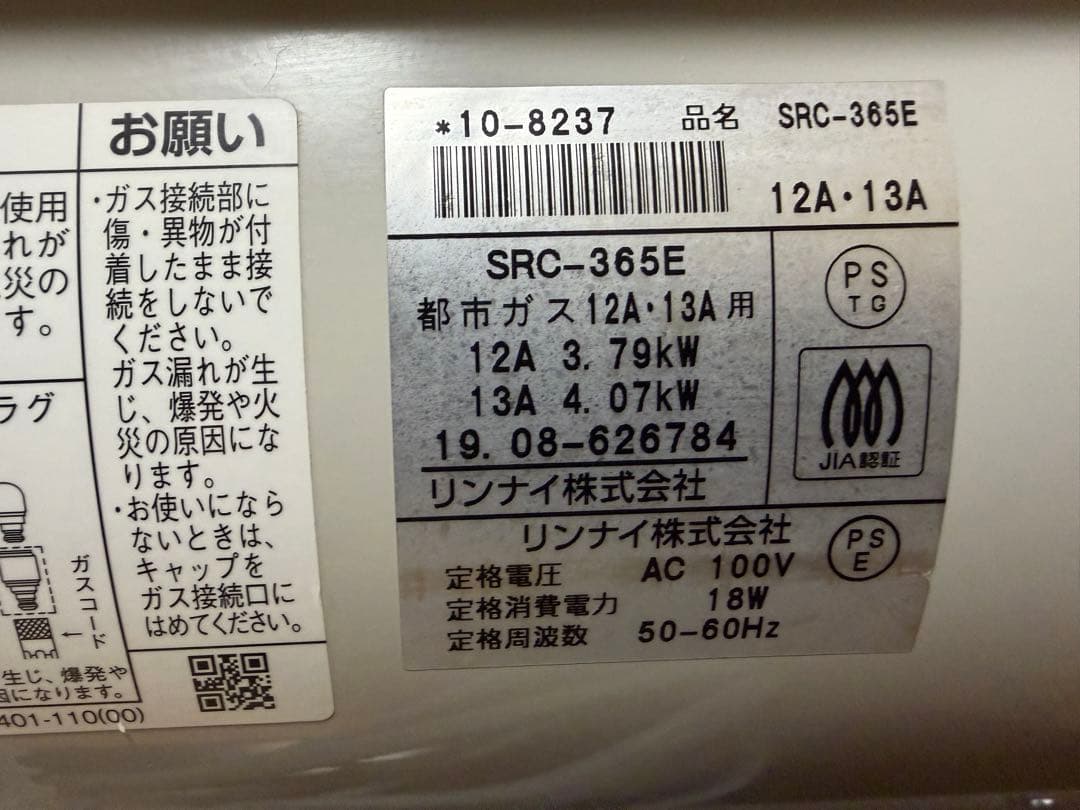 使用
れが
災の
す。
ラグ
ガスコード
生じ、爆発や
因になります。
401-110(00)
お願い
・ガス接続部に
傷・異物が付
着したまま接
続をしないで
ください。
ガス漏れが生
じ、爆発や火
災の原因にな
ります。
・お使いになら
ないときは、
キャップを
ガス接続口に
はめてください。
*10-8237 品名 SRC-365E
12A・13A
SRC-365E
都市ガス12A・13A用
12A 3.79kW
13A 4.07kW
19.08-626784
リンナイ株式会社
PS
TG
JIA認証
リンナイ株式会社
定格電圧 AC 100V
定格消費電力 18W
定格周波数 50-60Hz
PS
E